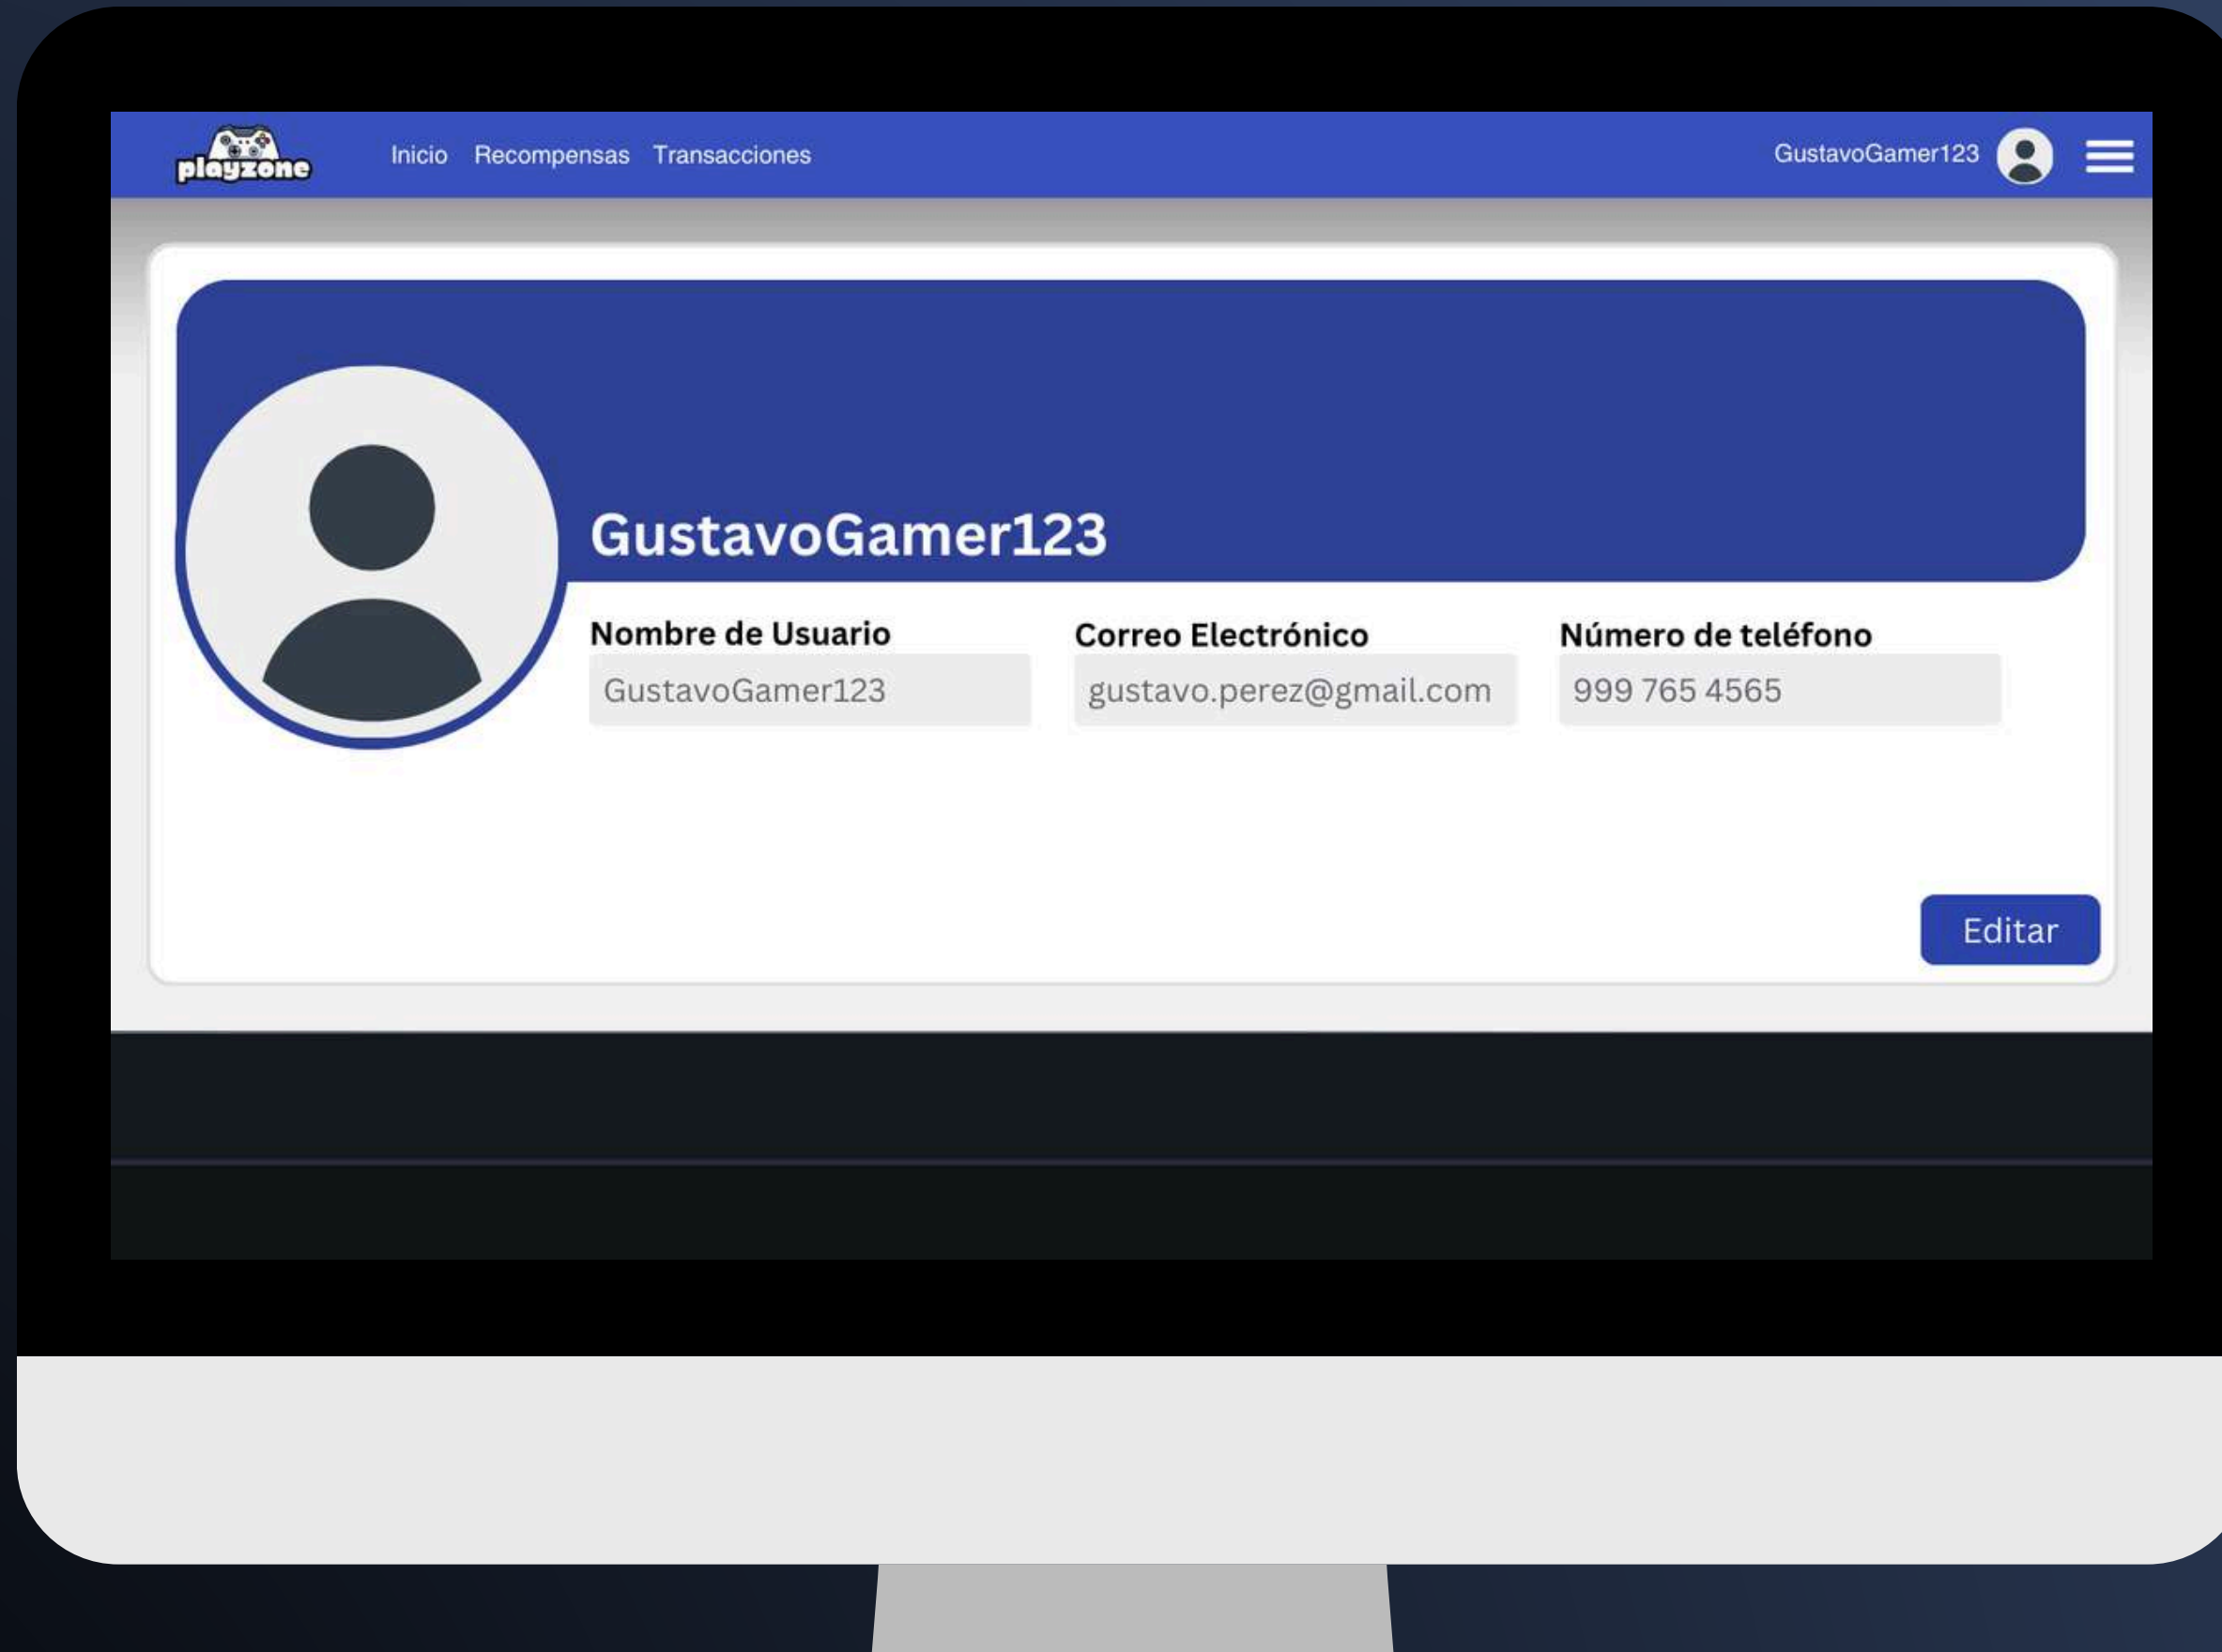 playzone
Inicio Recompensas Transacciones
GustavoGamer123
GustavoGamer123
Nombre de Usuario
Correo Electrónico
Número de teléfono
GustavoGamer123
gustavo.perez@gmail.com
999 765 4565
Editar